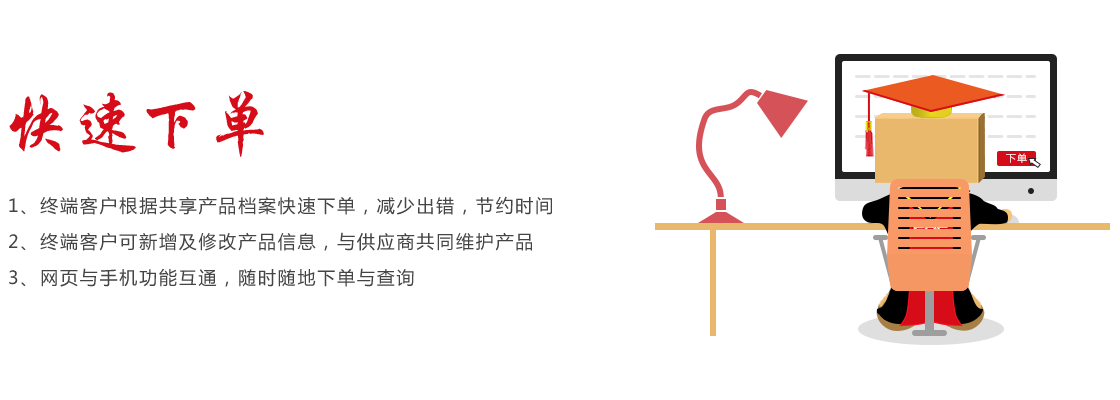 快速下单
1、终端客户根据共享产品档案快速下单，减少出错，节约时间
2、终端客户可新增及修改产品信息，与供应商共同维护产品
3、网页与手机功能互通，随时随地下单与查询
下单